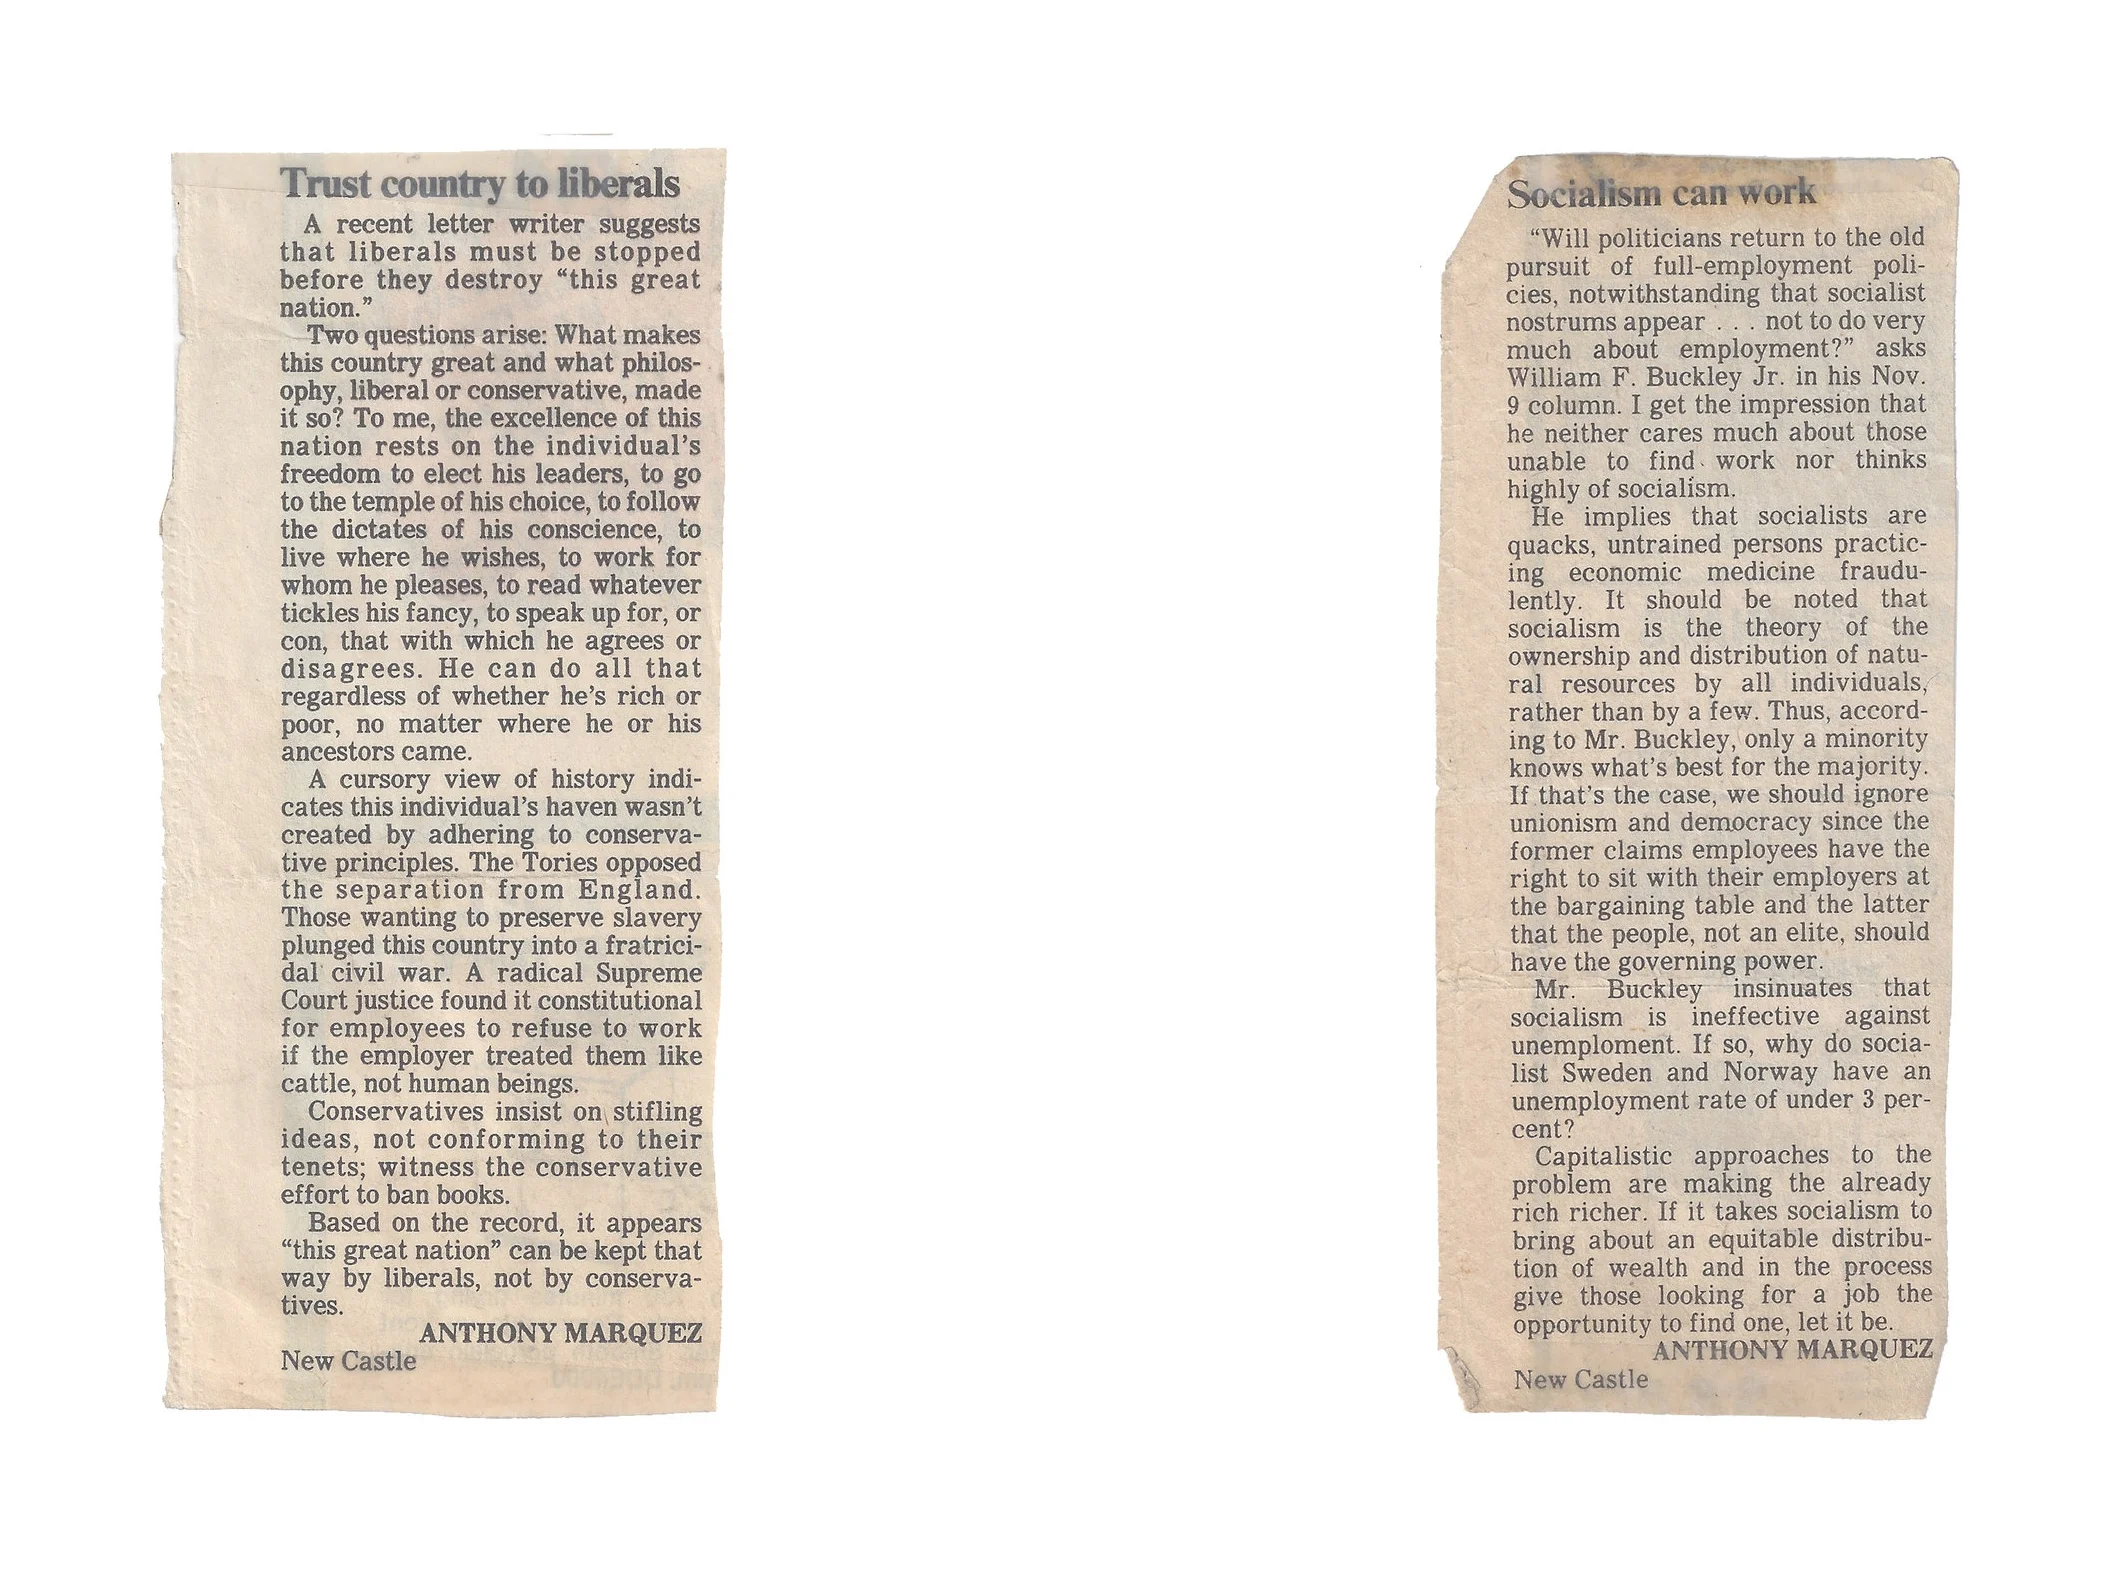 Trust country to liberals
A recent letter writer suggests
that liberals must be stopped
before they destroy “this great
nation.”
Two questions arise: What makes
this country great and what philos-
ophy, liberal or conservative, made
it so? To me, the excellence of this
nation rests on the individual’s
freedom to elect his leaders, to go
to the temple of his choice, to follow
the dictates of his conscience, to
live where he wishes, to work for
whom he pleases, to read whatever
tickles his fancy, to speak up for, or
con, that with which he agrees or
disagrees. He can do all that
regardless of whether he’s rich or
poor, no matter where he or his
ancestors came.
A cursory view of history indi-
cates this individual’s haven wasn’t
created by adhering to conserva-
tive principles. The Tories opposed
the separation from England.
Those wanting to preserve slavery
plunged this country into a fratrici-
dal civil war. A radical Supreme
Court justice found it constitutional
for employees to refuse to work
if the employer treated them like
cattle, not human beings.
Conservatives insist on stifling
ideas, not conforming to their
tenets; witness the conservative
effort to ban books.
Based on the record, it appears
“this great nation” can be kept that
way by liberals, not by conserva-
tives.
ANTHONY MARQUEZ
New Castle
Socialism can work
“Will politicians return to the old
pursuit of full-employment poli-
cies, notwithstanding that socialist
nostrums appear . . . not to do very
much about employment?” asks
William F. Buckley Jr. in his Nov.
9 column. I get the impression that
he neither cares much about those
unable to find work nor thinks
highly of socialism.
He implies that socialists are
quacks, untrained persons practic-
ing economic medicine fraudu-
lently. It should be noted that
socialism is the theory of the
ownership and distribution of natu-
ral resources by all individuals,
rather than by a few. Thus, accord-
ing to Mr. Buckley, only a minority
knows what’s best for the majority.
If that’s the case, we should ignore
unionism and democracy since the
former claims employees have the
right to sit with their employers at
the bargaining table and the latter
that the people, not an elite, should
have the governing power.
Mr. Buckley insinuates that
socialism is ineffective against
unemploment. If so, why do socia-
list Sweden and Norway have an
unemployment rate of under 3 per-
cent?
Capitalistic approaches to the
problem are making the already
rich richer. If it takes socialism to
bring about an equitable distribu-
tion of wealth and in the process
give those looking for a job the
opportunity to find one, let it be.
ANTHONY MARQUEZ
New Castle